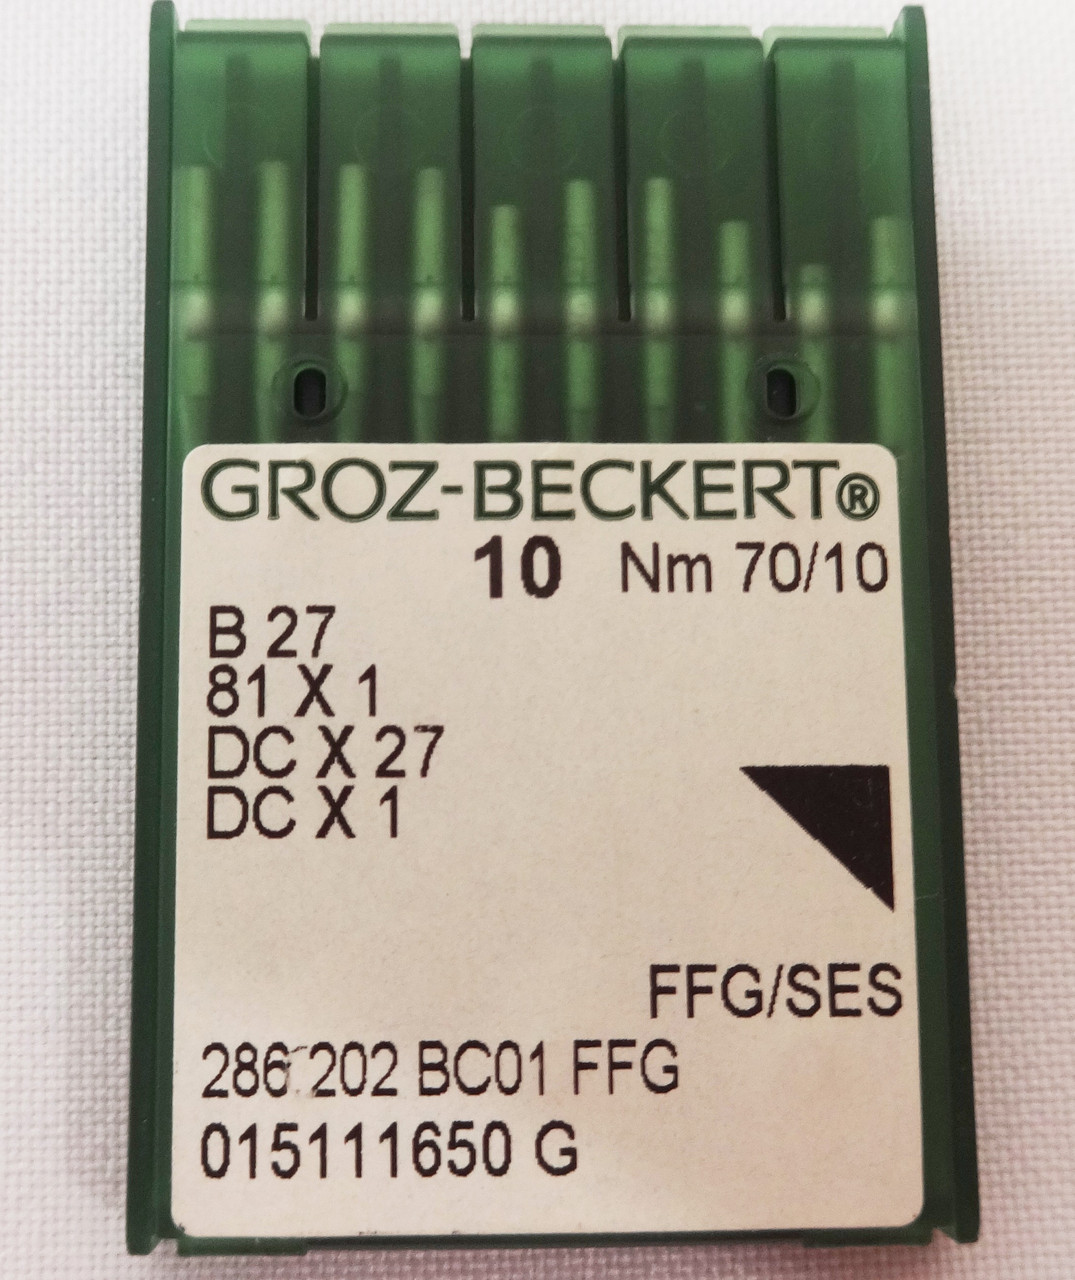 GROZ-BECKERT®
10 Nm 70/10
B 27
81 X 1
DC X 27
DC X 1
FFG/SES
286.202 BC01 FFG
015111650 G